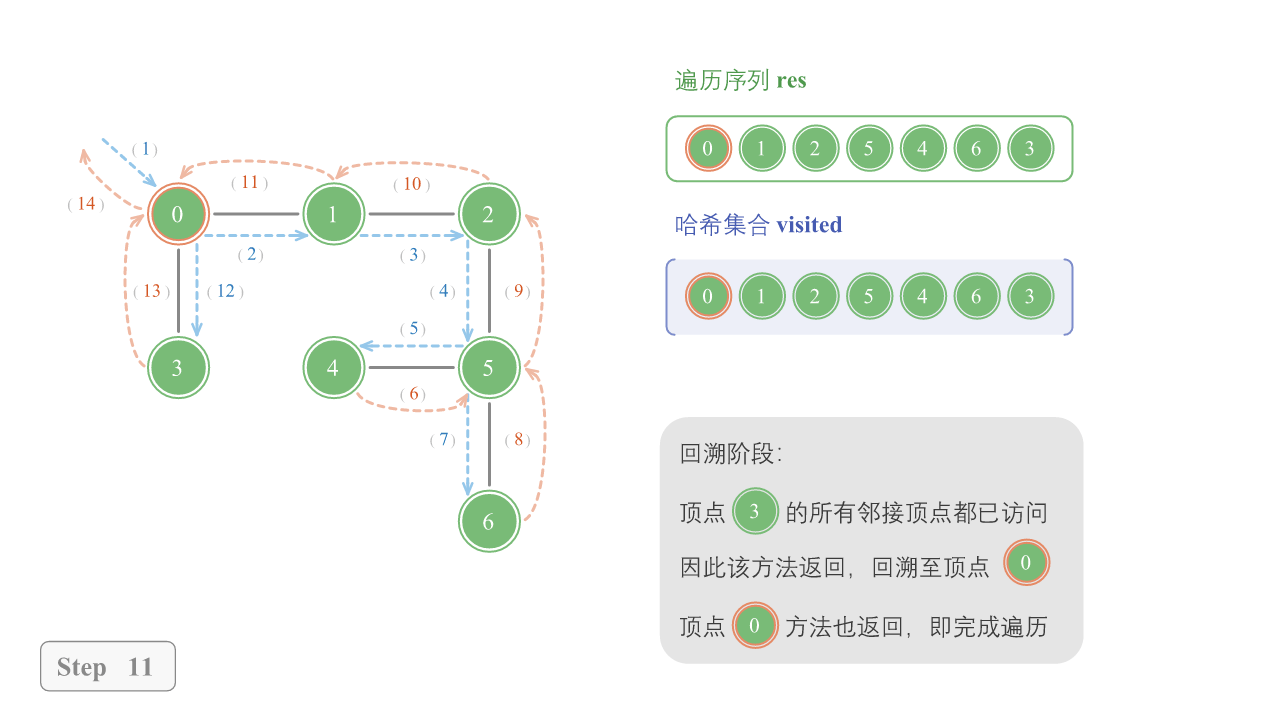 遍历序列 res
0 1 2 5 4 6 3
哈希集合 visited
0 1 2 5 4 6 3
( 1 )
( 11 )
( 10 )
( 14 )
0 1 2
( 2 )
( 3 )
( 13 )
( 12 )
( 4 )
( 9 )
( 5 )
3 4 5
( 6 )
( 7 )
( 8 )
6
回溯阶段：
顶点 3 的所有邻接顶点都已访问
因此该方法返回，回溯至顶点 0
顶点 0 方法也返回，即完成遍历
Step 11